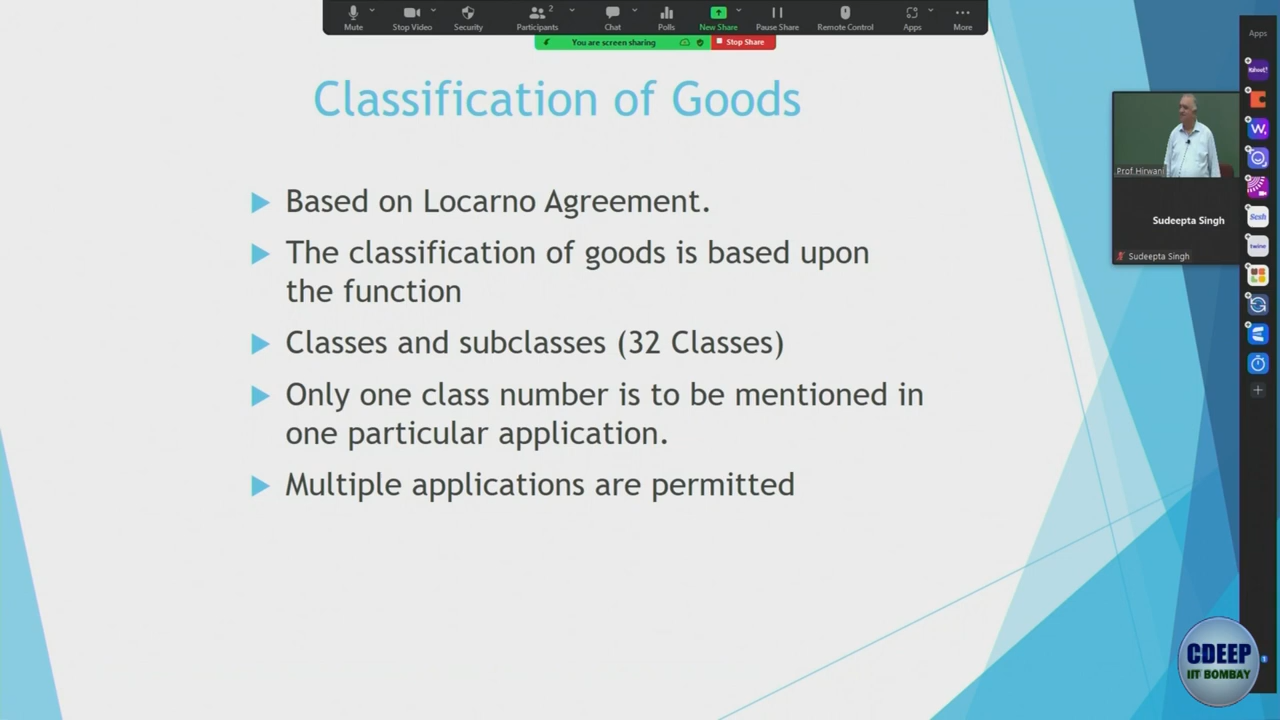 Mute
Stop Video
Security
Participants
2
Chat
Polls
New Share
Pause Share
Remote Control
Apps
More
You are screen sharing
Stop Share
Apps
Classification of Goods
Based on Locarno Agreement.
The classification of goods is based upon
the function
Classes and subclasses (32 Classes)
Only one class number is to be mentioned in
one particular application.
Multiple applications are permitted
Prof Hirwani
Sudeepta Singh
Sudeepta Singh
Sesh
twine
CDEEP
IIT BOMBAY